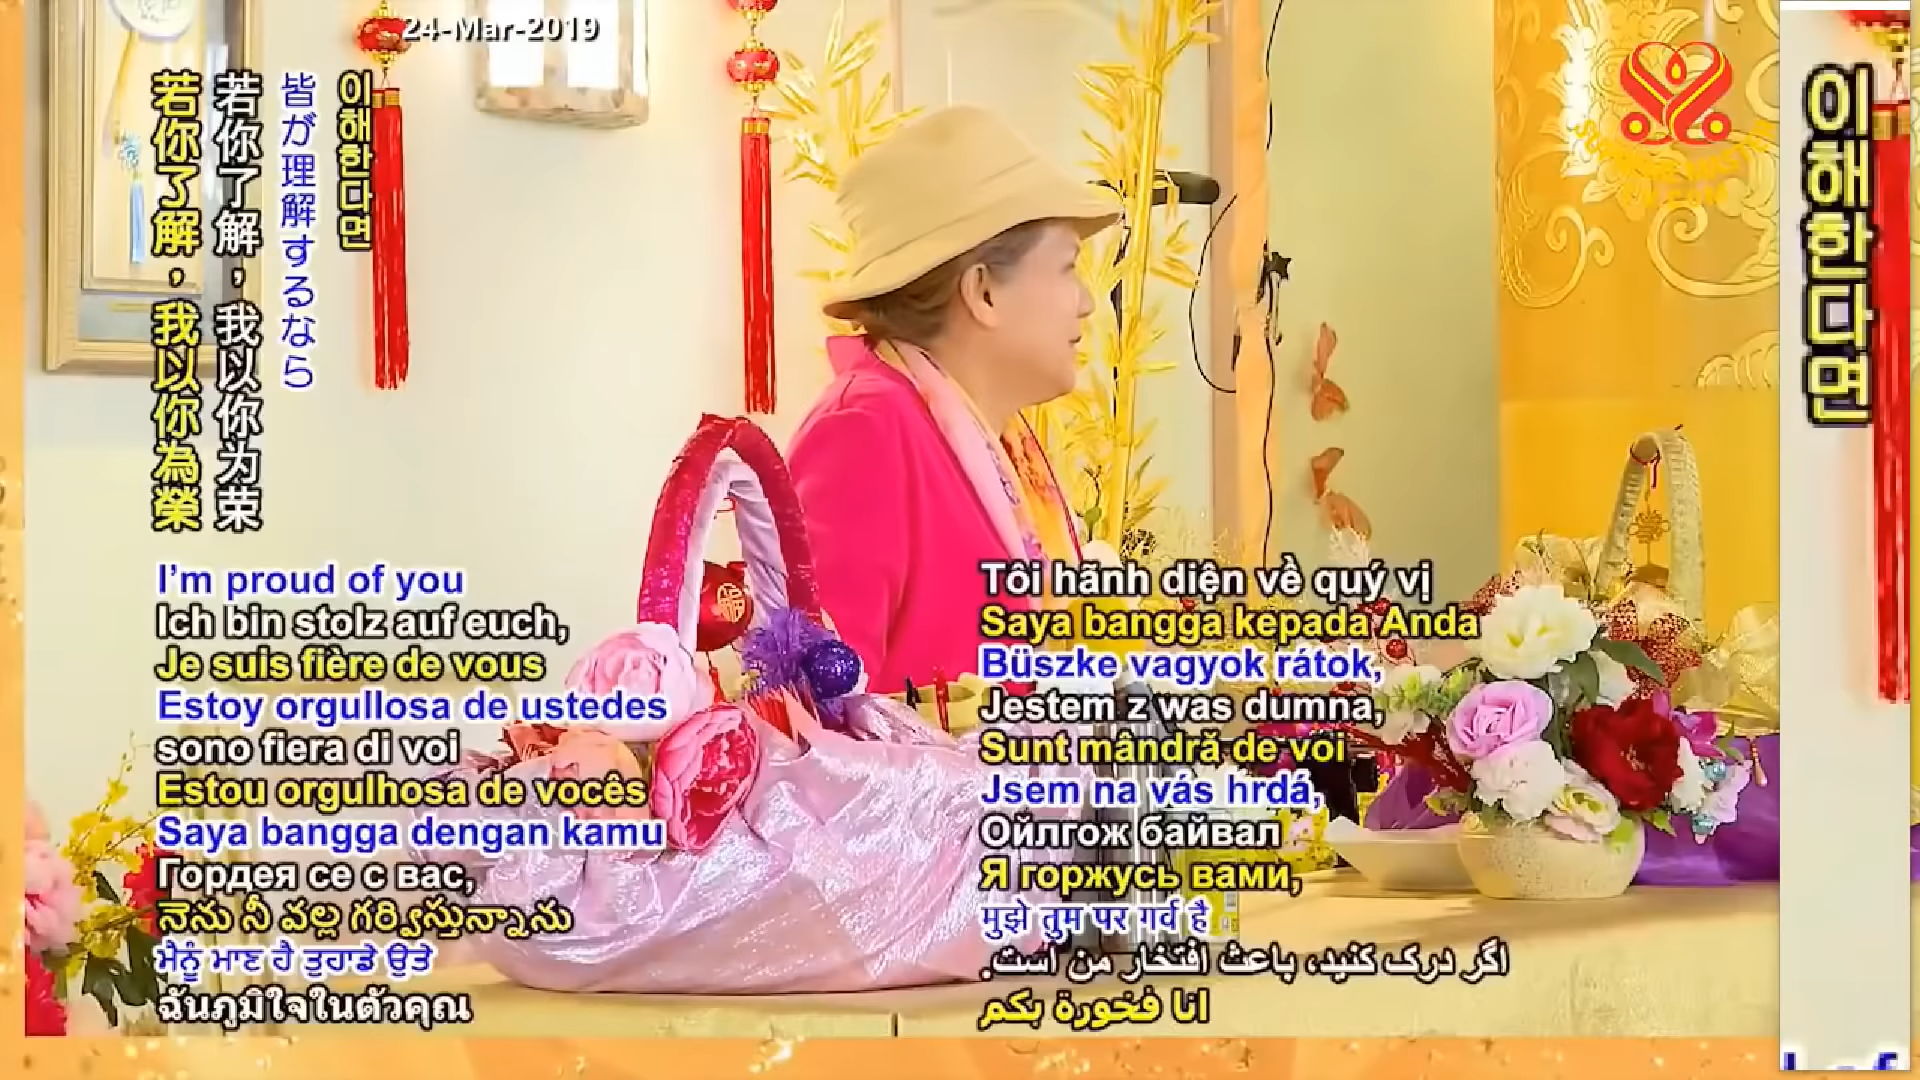 24-Mar-2019
이해한다면
皆が理解するなら
若你了解，我以你为荣
若你了解，我以你為榮
I'm proud of you
Ich bin stolz auf euch,
Je suis fière de vous
Estoy orgullosa de ustedes
sono fiera di voi
Estou orgulhosa de vocês
Saya bangga dengan kamu
Гордея се с вас,
నెను నీ వల్ల గర్విస్తున్నాను
ਮੈਨੂੰ ਮਾਣ ਹੈ ਤੁਹਾਡੇ ਉਤੇ
ฉันภูมิใจในตัวคุณ
Tôi hãnh diện về quý vị
Saya bangga kepada Anda
Büszke vagyok rátok,
Jestem z was dumna,
Sunt mândră de voi
Jsem na vás hrdá,
Ойлгож байвал
Я горжусь вами,
मुझे तुम पर गर्व है
اگر درک کنید، باعث افتخار من است.
انا فخورة بكم
이해한다면